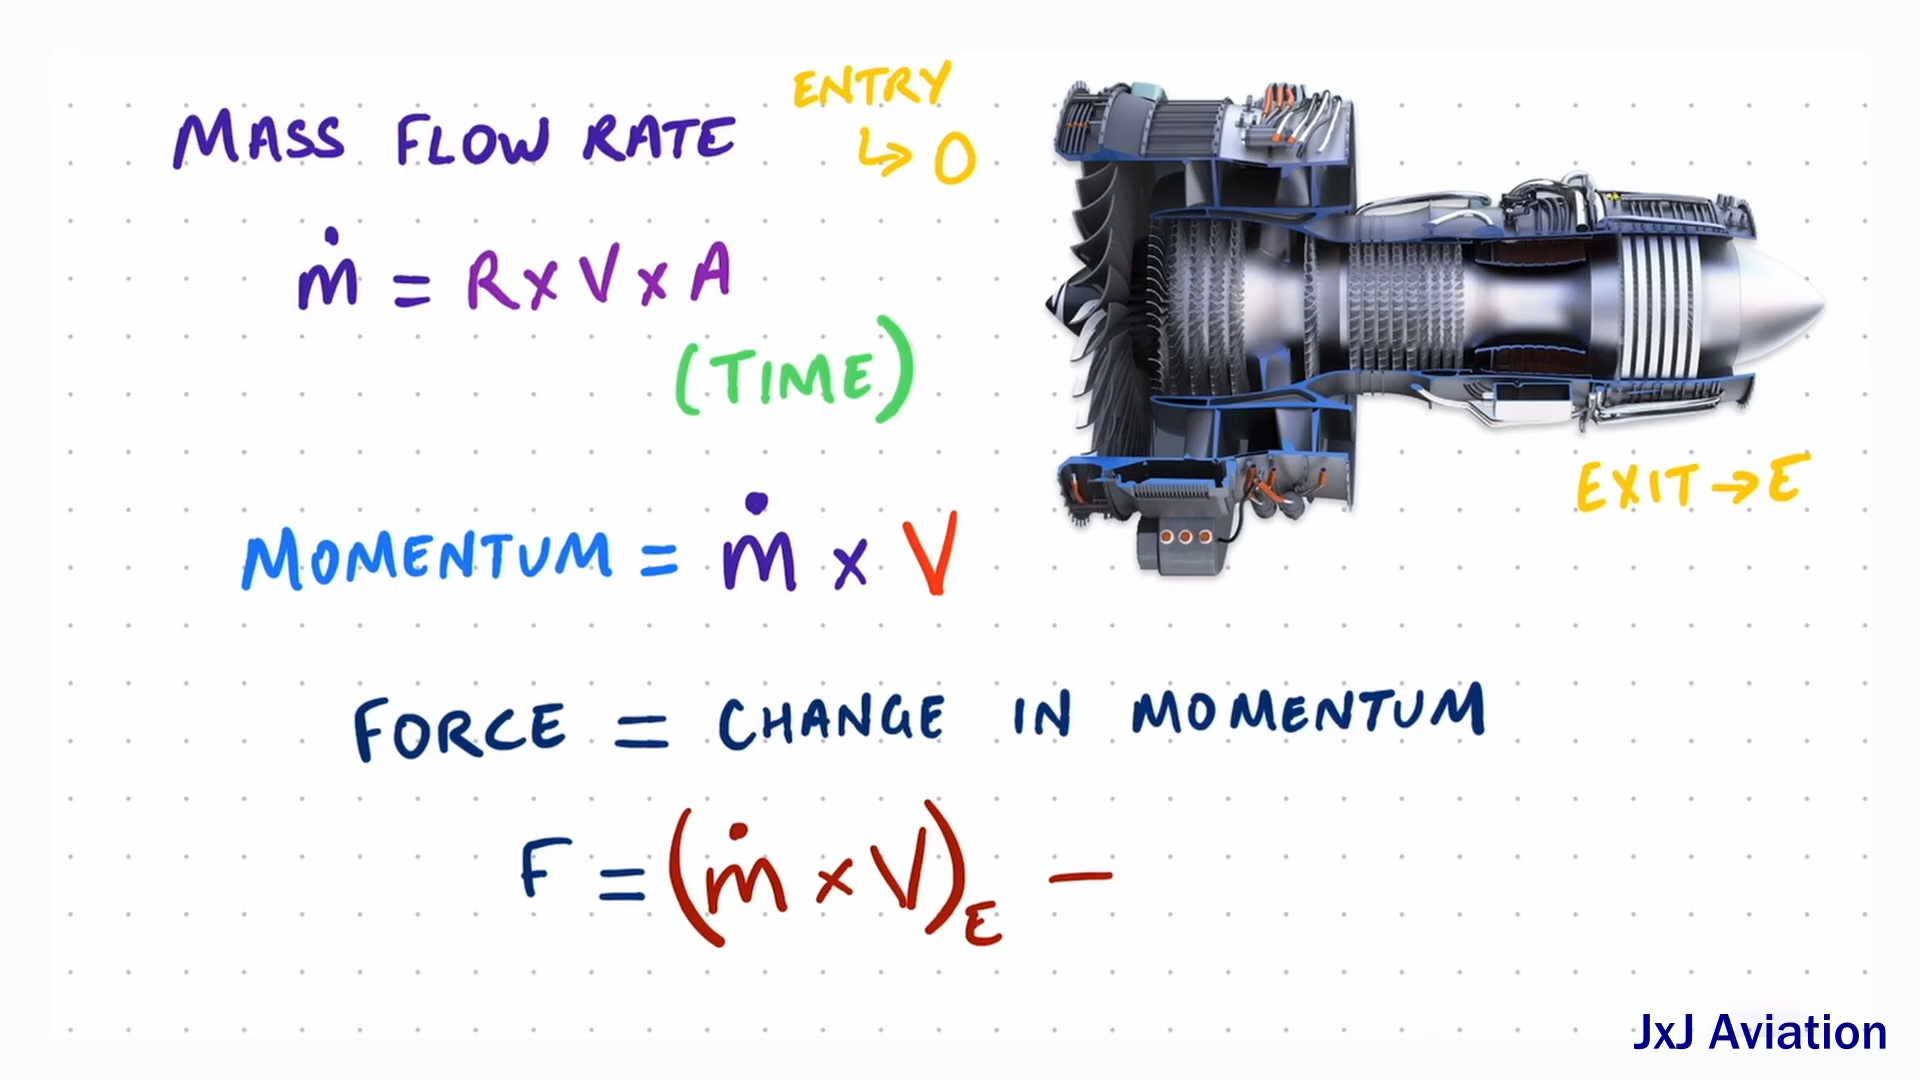 MASS FLOW RATE
ENTRY
↳ O
ṁ = R x V x A
(TIME)
EXIT → E
MOMENTUM = ṁ x V
FORCE = CHANGE IN MOMENTUM
F = (ṁ x V)E −
JxJ Aviation